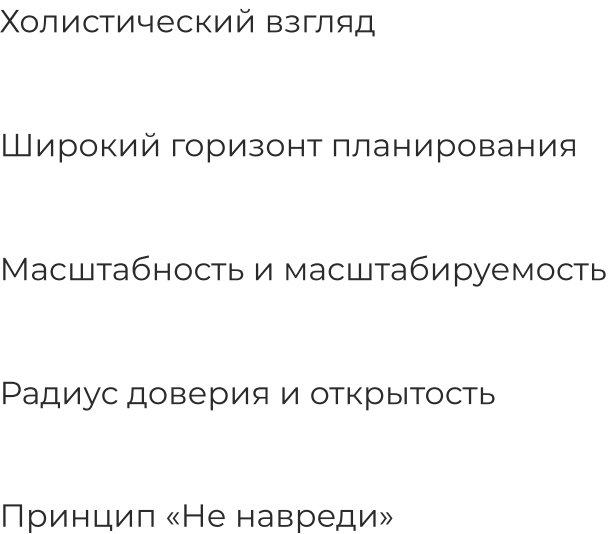 Холистический взгляд
Широкий горизонт планирования
Масштабность и масштабируемость
Радиус доверия и открытость
Принцип «Не навреди»